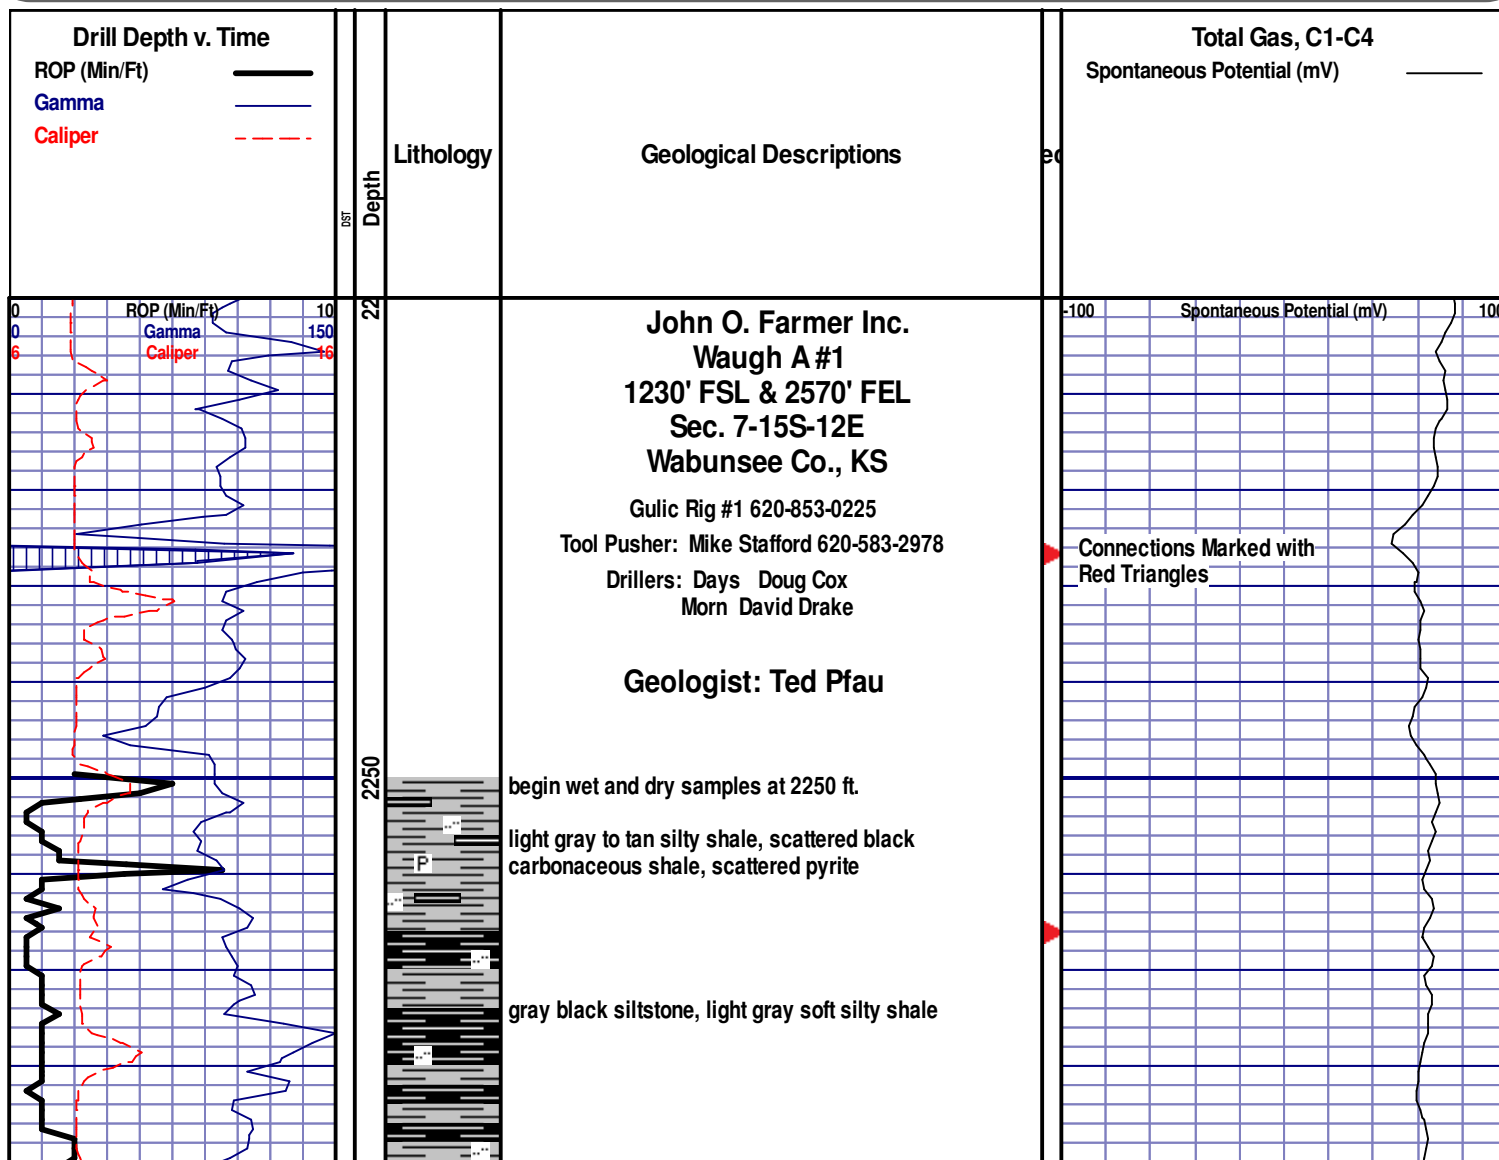 Drill Depth v. Time
ROP (Min/Ft)
Gamma
Caliper
DST
Depth
Lithology
Geological Descriptions
Total Gas, C1-C4
Spontaneous Potential (mV)
0 ROP (Min/Ft) 10
0 Gamma 150
6 Caliper 16
22
-100 Spontaneous Potential (mV) 100
John O. Farmer Inc.
Waugh A #1
1230' FSL & 2570' FEL
Sec. 7-15S-12E
Wabunsee Co., KS
Gulic Rig #1 620-853-0225
Tool Pusher: Mike Stafford 620-583-2978
Drillers: Days Doug Cox
Morn David Drake
Connections Marked with
Red Triangles
Geologist: Ted Pfau
2250
begin wet and dry samples at 2250 ft.
light gray to tan silty shale, scattered black
carbonaceous shale, scattered pyrite
P
gray black siltstone, light gray soft silty shale